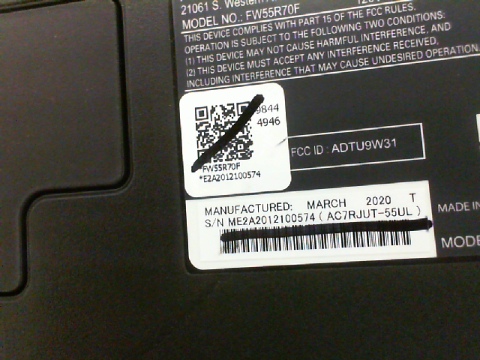 21061 S. Western
MODEL NO.: FW55R70F
THIS DEVICE COMPLIES WITH PART 15 OF THE FCC RULES.
OPERATION IS SUBJECT TO THE FOLLOWING TWO CONDITIONS:
(1) THIS DEVICE MAY NOT CAUSE HARMFUL INTERFERENCE, AND
(2) THIS DEVICE MUST ACCEPT ANY INTERFERENCE RECEIVED,
INCLUDING INTERFERENCE THAT MAY CAUSE UNDESIRED OPERATION.
9844
4946
*FW55R70F
*E2A2012100574
FCC ID : ADTU9W31
MANUFACTURED: MARCH 2020 T
S/N ME2A2012100574 ( AC7RJUT-55UL )
MADE IN
MODE